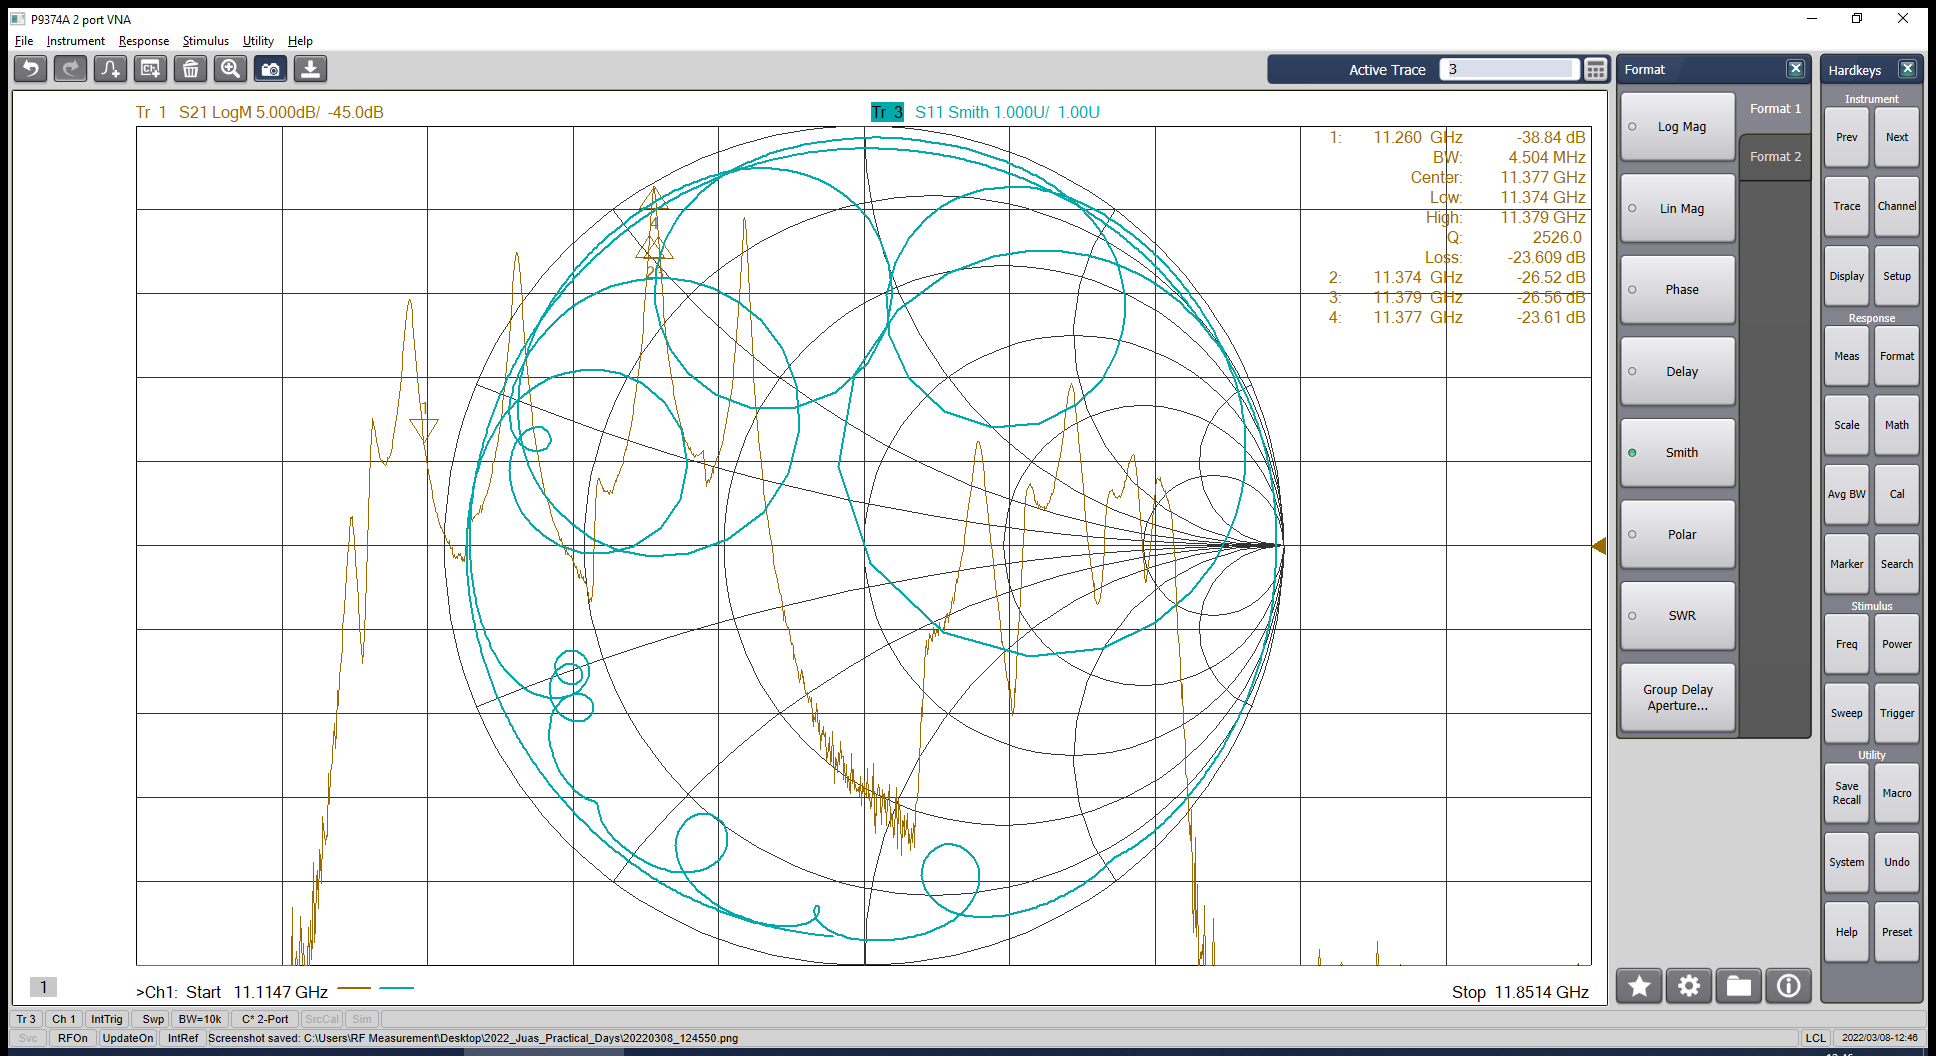 P9374A 2 port VNA
File Instrument Response Stimulus Utility Help
Active Trace 3
Tr 1 S21 LogM 5.000dB/ -45.0dB
Tr 3 S11 Smith 1.000U/ 1.00U
1: 11.260 GHz -38.84 dB
BW: 4.504 MHz
Center: 11.377 GHz
Low: 11.374 GHz
High: 11.379 GHz
Q: 2526.0
Loss: -23.609 dB
2: 11.374 GHz -26.52 dB
3: 11.379 GHz -26.56 dB
4: 11.377 GHz -23.61 dB
1
4
2
1
>Ch1: Start 11.1147 GHz
Stop 11.8514 GHz
Format
Format 1
Format 2
Log Mag
Lin Mag
Phase
Delay
Smith
Polar
SWR
Group Delay
Aperture...
Hardkeys
Instrument
Prev Next
Trace Channel
Display Setup
Response
Meas Format
Scale Math
Avg BW Cal
Marker Search
Stimulus
Freq Power
Sweep Trigger
Utility
Save
Recall
Macro
System Undo
Help Preset
Tr 3 Ch 1 IntTrig Swp BW=10k C* 2-Port SrcCal Sim
Svc RFOn UpdateOn IntRef Screenshot saved: C:\Users\RF Measurement\Desktop\2022_Juas_Practical_Days\20220308_124550.png
LCL 2022/03/08-12:46